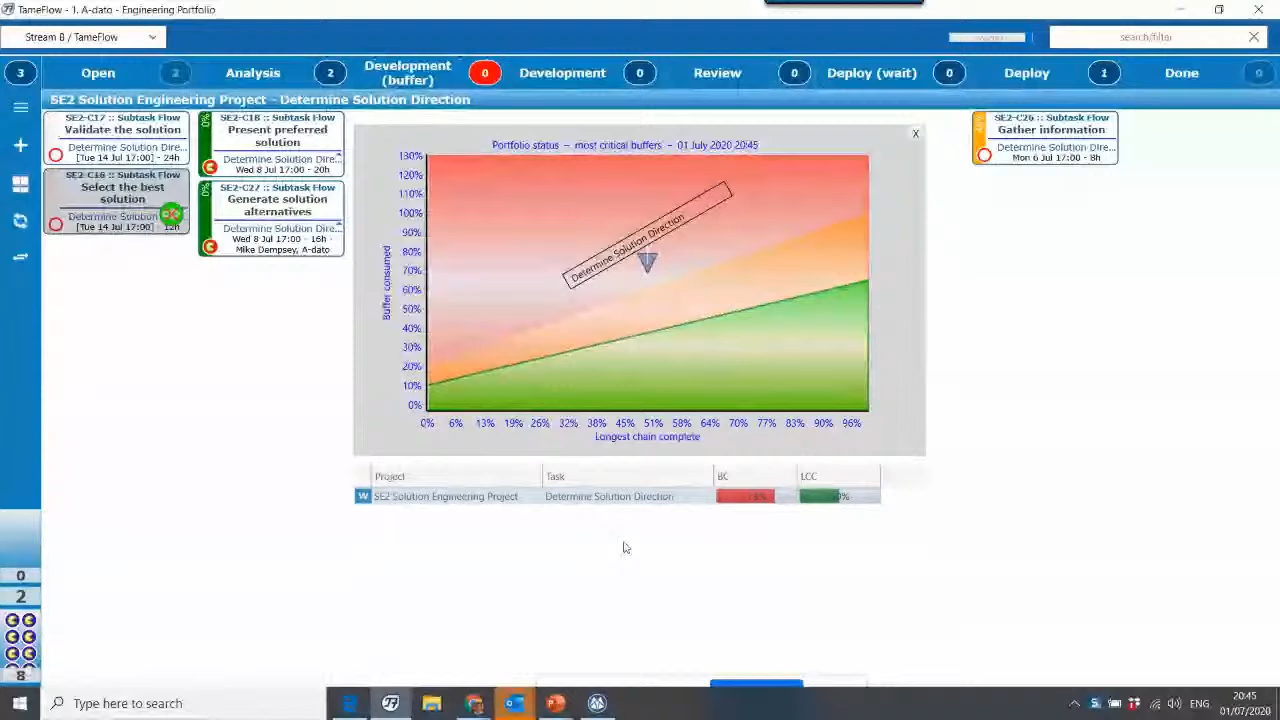 TameFlow - 1. A-dato - Engineering Portfolio
Stream 8 / TameFlow
search/filter
3 Open 2 Analysis 2 Development (buffer) 0 Development 0 Review 0 Deploy (wait) 0 Deploy 1 Done 0
SE2 Solution Engineering Project - Determine Solution Direction
SE2-C17 :: Subtask Flow
Validate the solution
Determine Solution Dire...
[Tue 14 Jul 17:00] - 24h
SE2-C16 :: Subtask Flow
Select the best
solution
Determine Solution
[Tue 14 Jul 17:00] - 12h
0%
SE2-C18 :: Subtask Flow
Present preferred
solution
Determine Solution Dire...
Wed 8 Jul 17:00 - 20h
0%
SE2-C27 :: Subtask Flow
Generate solution
alternatives
Determine Solution Dire...
Wed 8 Jul 17:00 - 16h -
Mike Dempsey, A-dato
SE2-C26 :: Subtask Flow
Gather information
Determine Solution Dire...
Mon 6 Jul 17:00 - 8h
X
Portfolio status - most critical buffers - 01 July 2020 20:45
Buffer consumed
130%
120%
110%
100%
90%
80%
70%
60%
50%
40%
30%
20%
10%
0%
Determine Solution Direction
0% 6% 13% 19% 26% 32% 38% 45% 51% 58% 64% 70% 77% 83% 90% 96%
Longest chain complete
Project Task BC LCC
W SE2 Solution Engineering Project Determine Solution Direction
0
2
8
Type here to search
ENG
20:45
01/07/2020